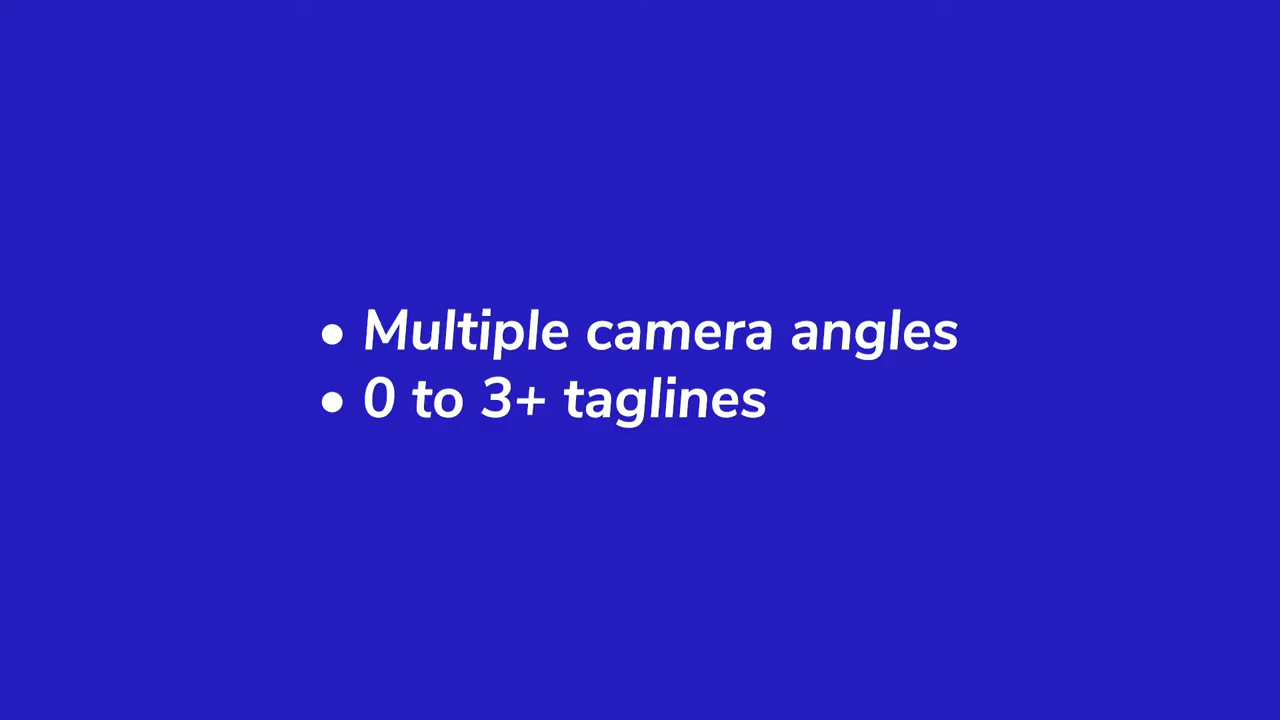 • Multiple camera angles
• 0 to 3+ taglines